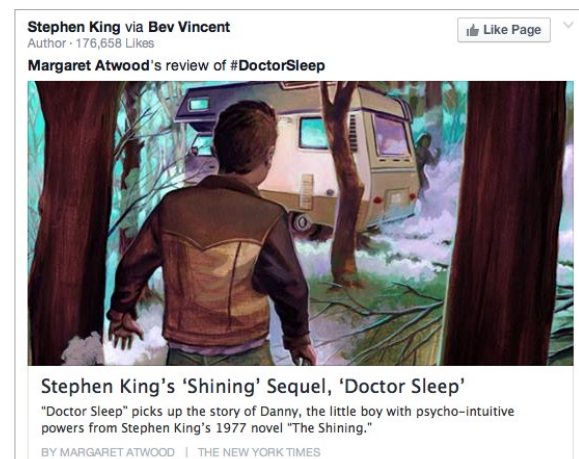 Stephen King via Bev Vincent
Like Page
Author · 176,658 Likes
Margaret Atwood's review of #DoctorSleep
Stephen King's 'Shining' Sequel, 'Doctor Sleep'
"Doctor Sleep" picks up the story of Danny, the little boy with psycho-intuitive
powers from Stephen King's 1977 novel "The Shining."
BY MARGARET ATWOOD | THE NEW YORK TIMES